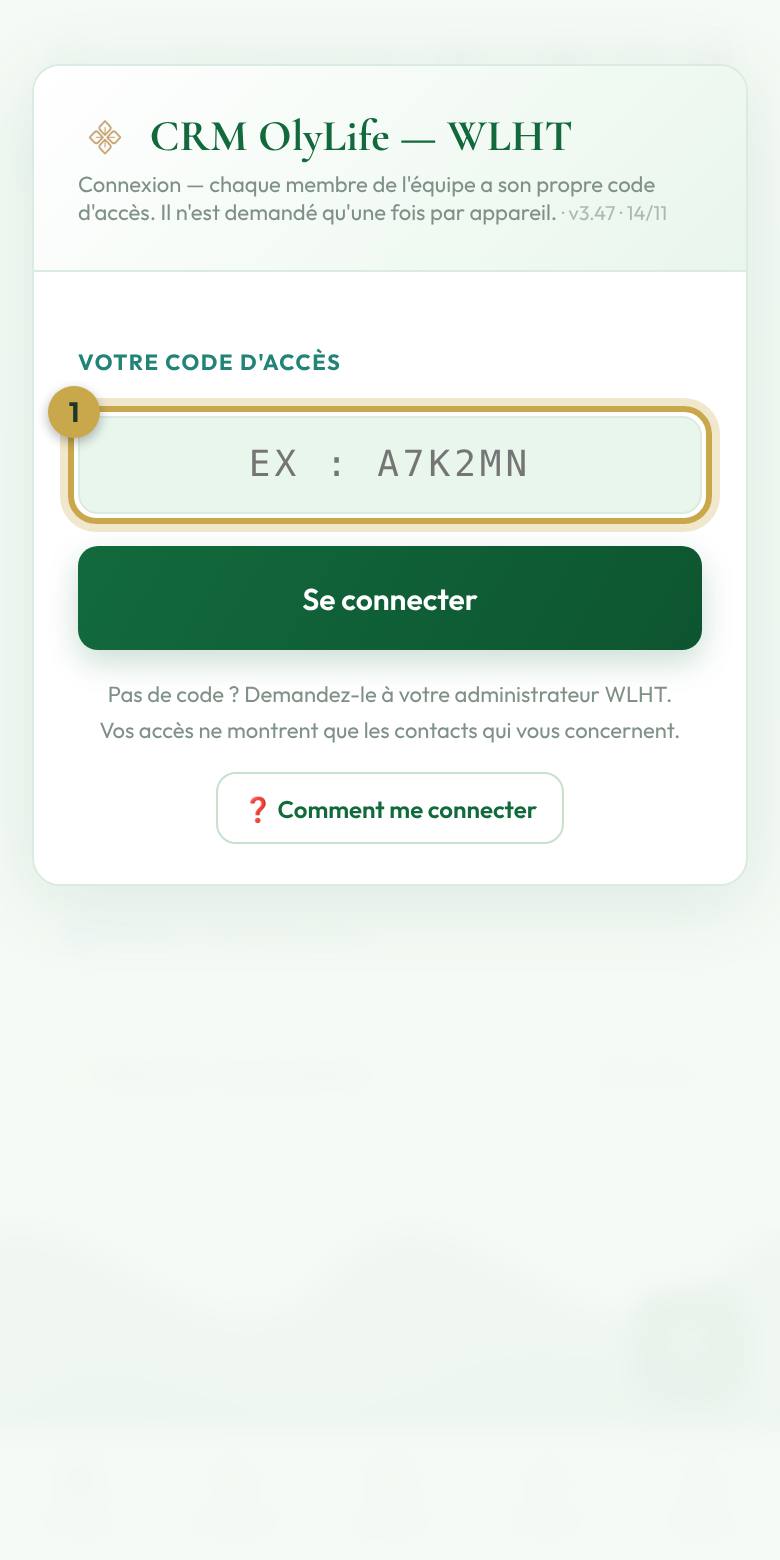 CRM OlyLife — WLHT
Connexion — chaque membre de l'équipe a son propre code
d'accès. Il n'est demandé qu'une fois par appareil. · v3.47 · 14/11
VOTRE CODE D'ACCÈS
1
EX : A7K2MN
Se connecter
Pas de code ? Demandez-le à votre administrateur WLHT.
Vos accès ne montrent que les contacts qui vous concernent.
❓ Comment me connecter